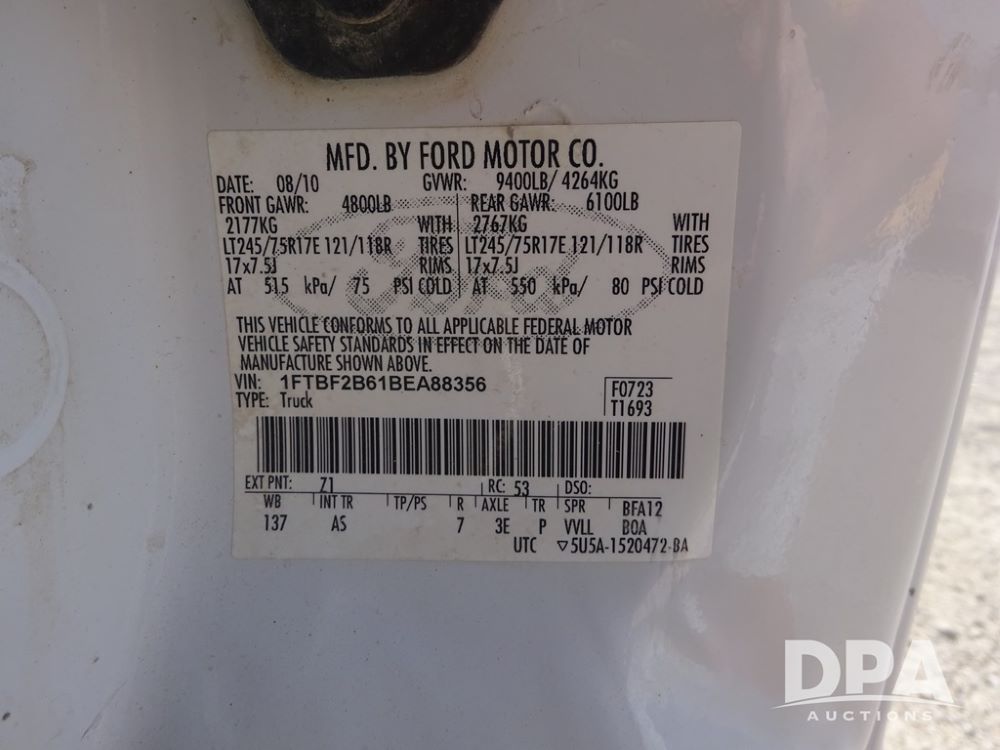 MFD. BY FORD MOTOR CO.
DATE: 08/10 GVWR: 9400LB/ 4264KG
FRONT GAWR: 4800LB REAR GAWR: 6100LB
2177KG WITH 2767KG WITH
LT245/75R17E 121/118R TIRES LT245/75R17E 121/118R TIRES
17x7.5J RIMS 17x7.5J RIMS
AT 515 kPa/ 75 PSI COLD AT 550 kPa/ 80 PSI COLD
Ford
THIS VEHICLE CONFORMS TO ALL APPLICABLE FEDERAL MOTOR
VEHICLE SAFETY STANDARDS IN EFFECT ON THE DATE OF
MANUFACTURE SHOWN ABOVE.
VIN: 1FTBF2B61BEA88356 F0723
TYPE: Truck T1693
EXT PNT: Z1 RC: 53 DSO:
WB INT TR TP/PS R AXLE TR SPR BFA12
137 AS 7 3E P VVLL BOA
UTC ▽5U5A-1520472-BA
DPA
AUCTIONS